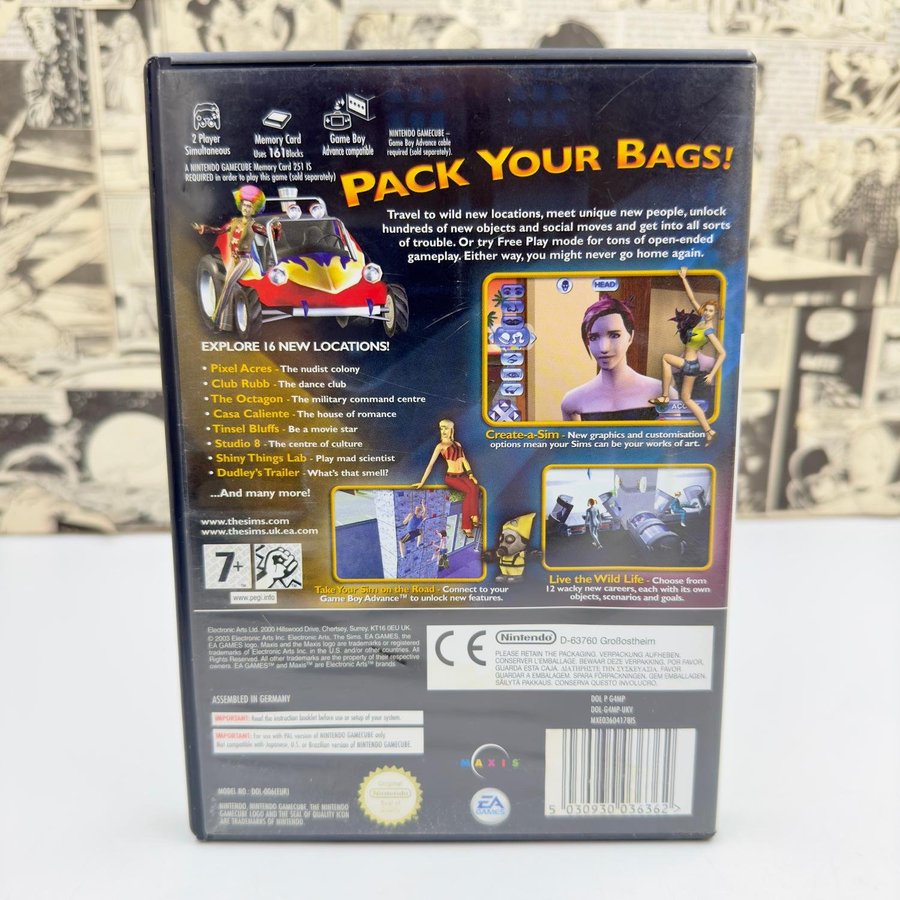 2 Player
Simultaneous
Memory Card
Uses 161 Blocks
Game Boy
Advance compatible
NINTENDO GAMECUBE –
Game Boy Advance cable
required (sold separately).
A NINTENDO GAMECUBE Memory Card 251 IS
REQUIRED in order to play this game (sold separately)
PACK YOUR BAGS!
Travel to wild new locations, meet unique new people, unlock
hundreds of new objects and social moves and get into all sorts
of trouble. Or try Free Play mode for tons of open-ended
gameplay. Either way, you might never go home again.
HEAD
EXPLORE 16 NEW LOCATIONS!
• Pixel Acres - The nudist colony
• Club Rubb - The dance club
• The Octagon - The military command centre
• Casa Caliente - The house of romance
• Tinsel Bluffs - Be a movie star
• Studio 8 - The centre of culture
• Shiny Things Lab - Play mad scientist
• Dudley's Trailer - What's that smell?
...And many more!
Create-a-Sim - New graphics and customisation
options mean your Sims can be your works of art.
www.thesims.com
www.thesims.uk.ea.com
7+
www.pegi.info
Take Your Sim on the Road - Connect to your
Game Boy Advance™ to unlock new features.
Live the Wild Life - Choose from
12 wacky new careers, each with its own
objects, scenarios and goals.
Electronic Arts Ltd. 2000 Hillswood Drive, Chertsey, Surrey, KT16 0EU UK.
© 2003 Electronic Arts Inc. Electronic Arts, The Sims, EA GAMES, the
EA GAMES logo, Maxis and the Maxis logo are trademarks or registered
trademarks of Electronic Arts Inc. in the U.S. and/or other countries. All
Rights Reserved. All other trademarks are the property of their respective
owners. EA GAMES™ and Maxis™ are Electronic Arts™ brands.
CE
Nintendo
D-63760 Großostheim
PLEASE RETAIN THE PACKAGING. VERPACKUNG AUFHEBEN.
CONSERVER L'EMBALLAGE. BEWAAR DEZE VERPAKKING. POR FAVOR,
GUARDA ESTA CAJA. ΔΙΑΤΗΡΗΣΤΕ ΤΗΝ ΣΥΣΚΕΥΑΣΙΑ. FAVOR
GUARDAR A EMBALAGEM. SPARA FÖRPACKNINGEN. GEM EMBALLAGEN.
SÄILYTÄ PAKKAUS. CONSERVA QUESTO INVOLUCRO.
ASSEMBLED IN GERMANY
DOL P G4MP
DOL-G4MP-UKV
MXE03604178IS
IMPORTANT: Read the instruction booklet before use or setup of your system.
IMPORTANT: For use with PAL version of NINTENDO GAMECUBE only.
Not compatible with Japanese, U.S. or Brazilian version of NINTENDO GAMECUBE.
MAXIS
MODEL NO.: DOL-006(EUR)
Original
Nintendo
Seal of
EA
GAMES
5 030930 036362 >
NINTENDO, NINTENDO GAMECUBE, THE NINTENDO
GAMECUBE LOGO AND THE SEAL OF QUALITY ICON
ARE TRADEMARKS OF NINTENDO.